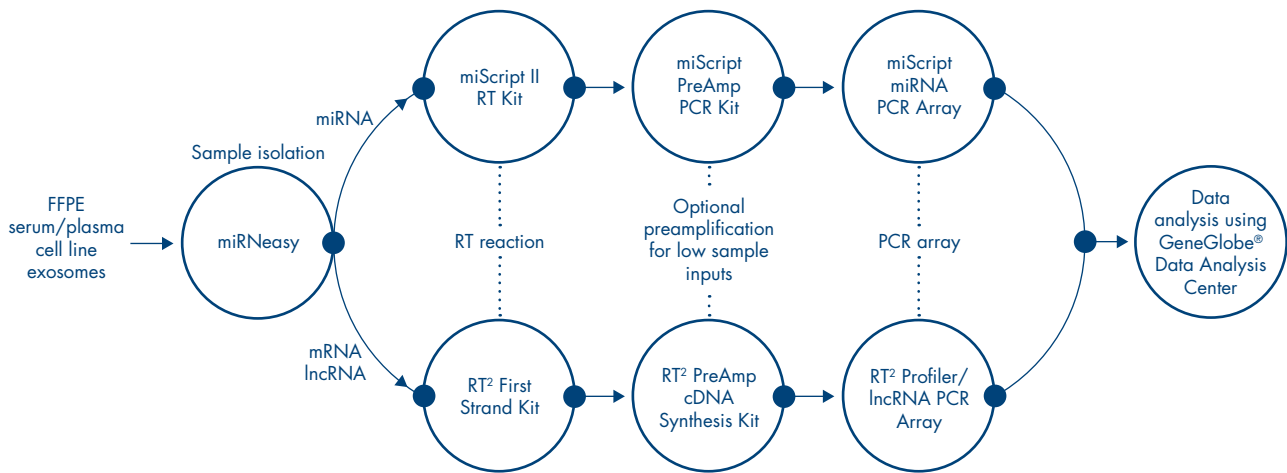 FFPE
serum/plasma
cell line
exosomes
Sample isolation
miRNeasy
miRNA
mRNA
lncRNA
miScript II
RT Kit
miScript
PreAmp
PCR Kit
miScript
miRNA
PCR Array
RT reaction
Optional
preamplification
for low sample
inputs
PCR array
RT² First
Strand Kit
RT² PreAmp
cDNA
Synthesis Kit
RT² Profiler/
lncRNA PCR
Array
Data
analysis using
GeneGlobe®
Data Analysis
Center